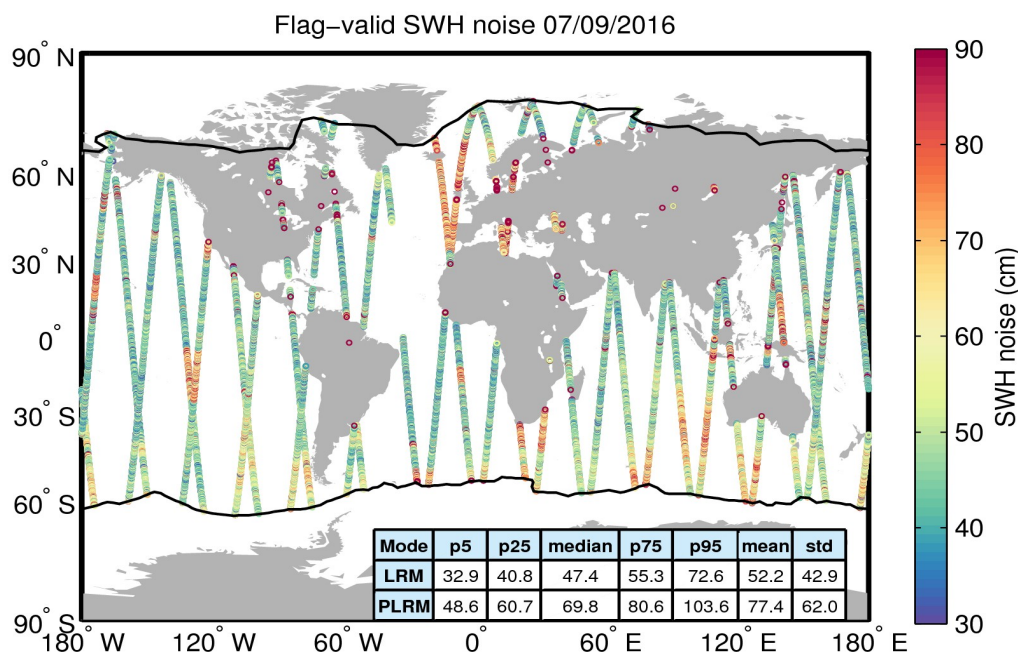 Flag−valid SWH noise 07/09/2016
90° N
60° N
30° N
0°
30° S
60° S
90° S
180° W
120° W
60° W
0°
60° E
120° E
180° E
Mode p5 p25 median p75 p95 mean std
LRM 32.9 40.8 47.4 55.3 72.6 52.2 42.9
PLRM 48.6 60.7 69.8 80.6 103.6 77.4 62.0
90
80
70
60
50
40
30
SWH noise (cm)